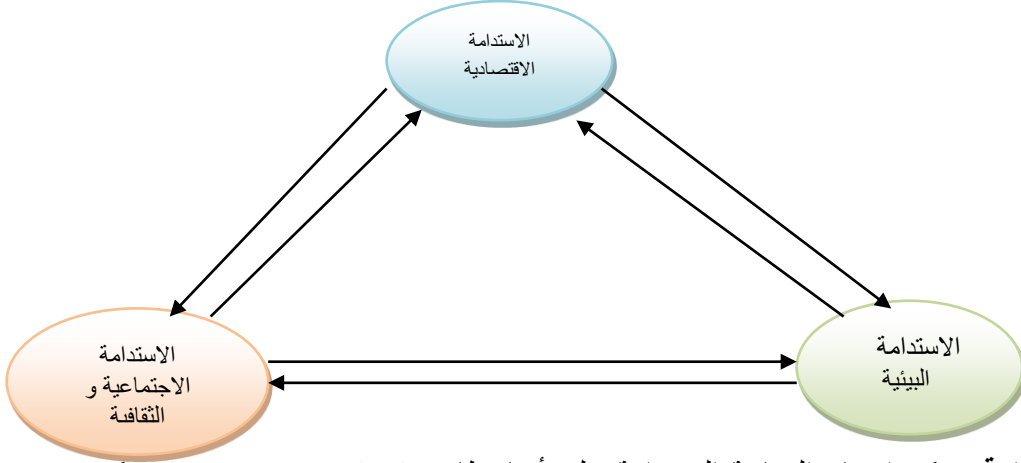 الاستدامة
الاقتصادية
الاستدامة
البيئية
الاستدامة
الاجتماعية و
الثقافية